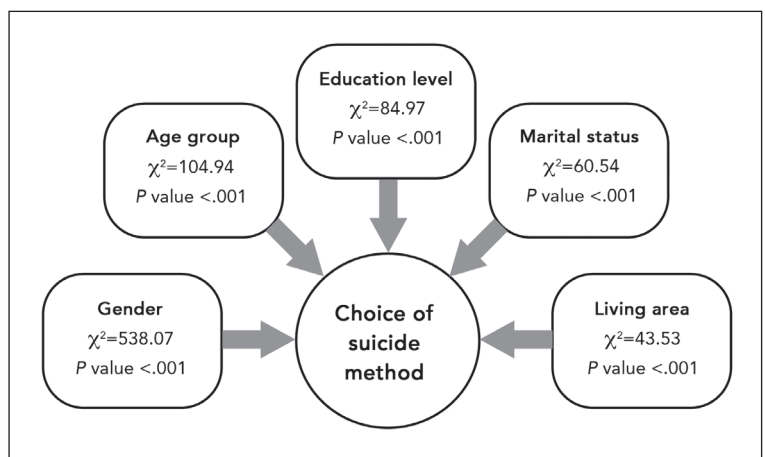 Education level
χ²=84.97
P value <.001
Age group
χ²=104.94
P value <.001
Marital status
χ²=60.54
P value <.001
Gender
χ²=538.07
P value <.001
Choice of
suicide
method
Living area
χ²=43.53
P value <.001